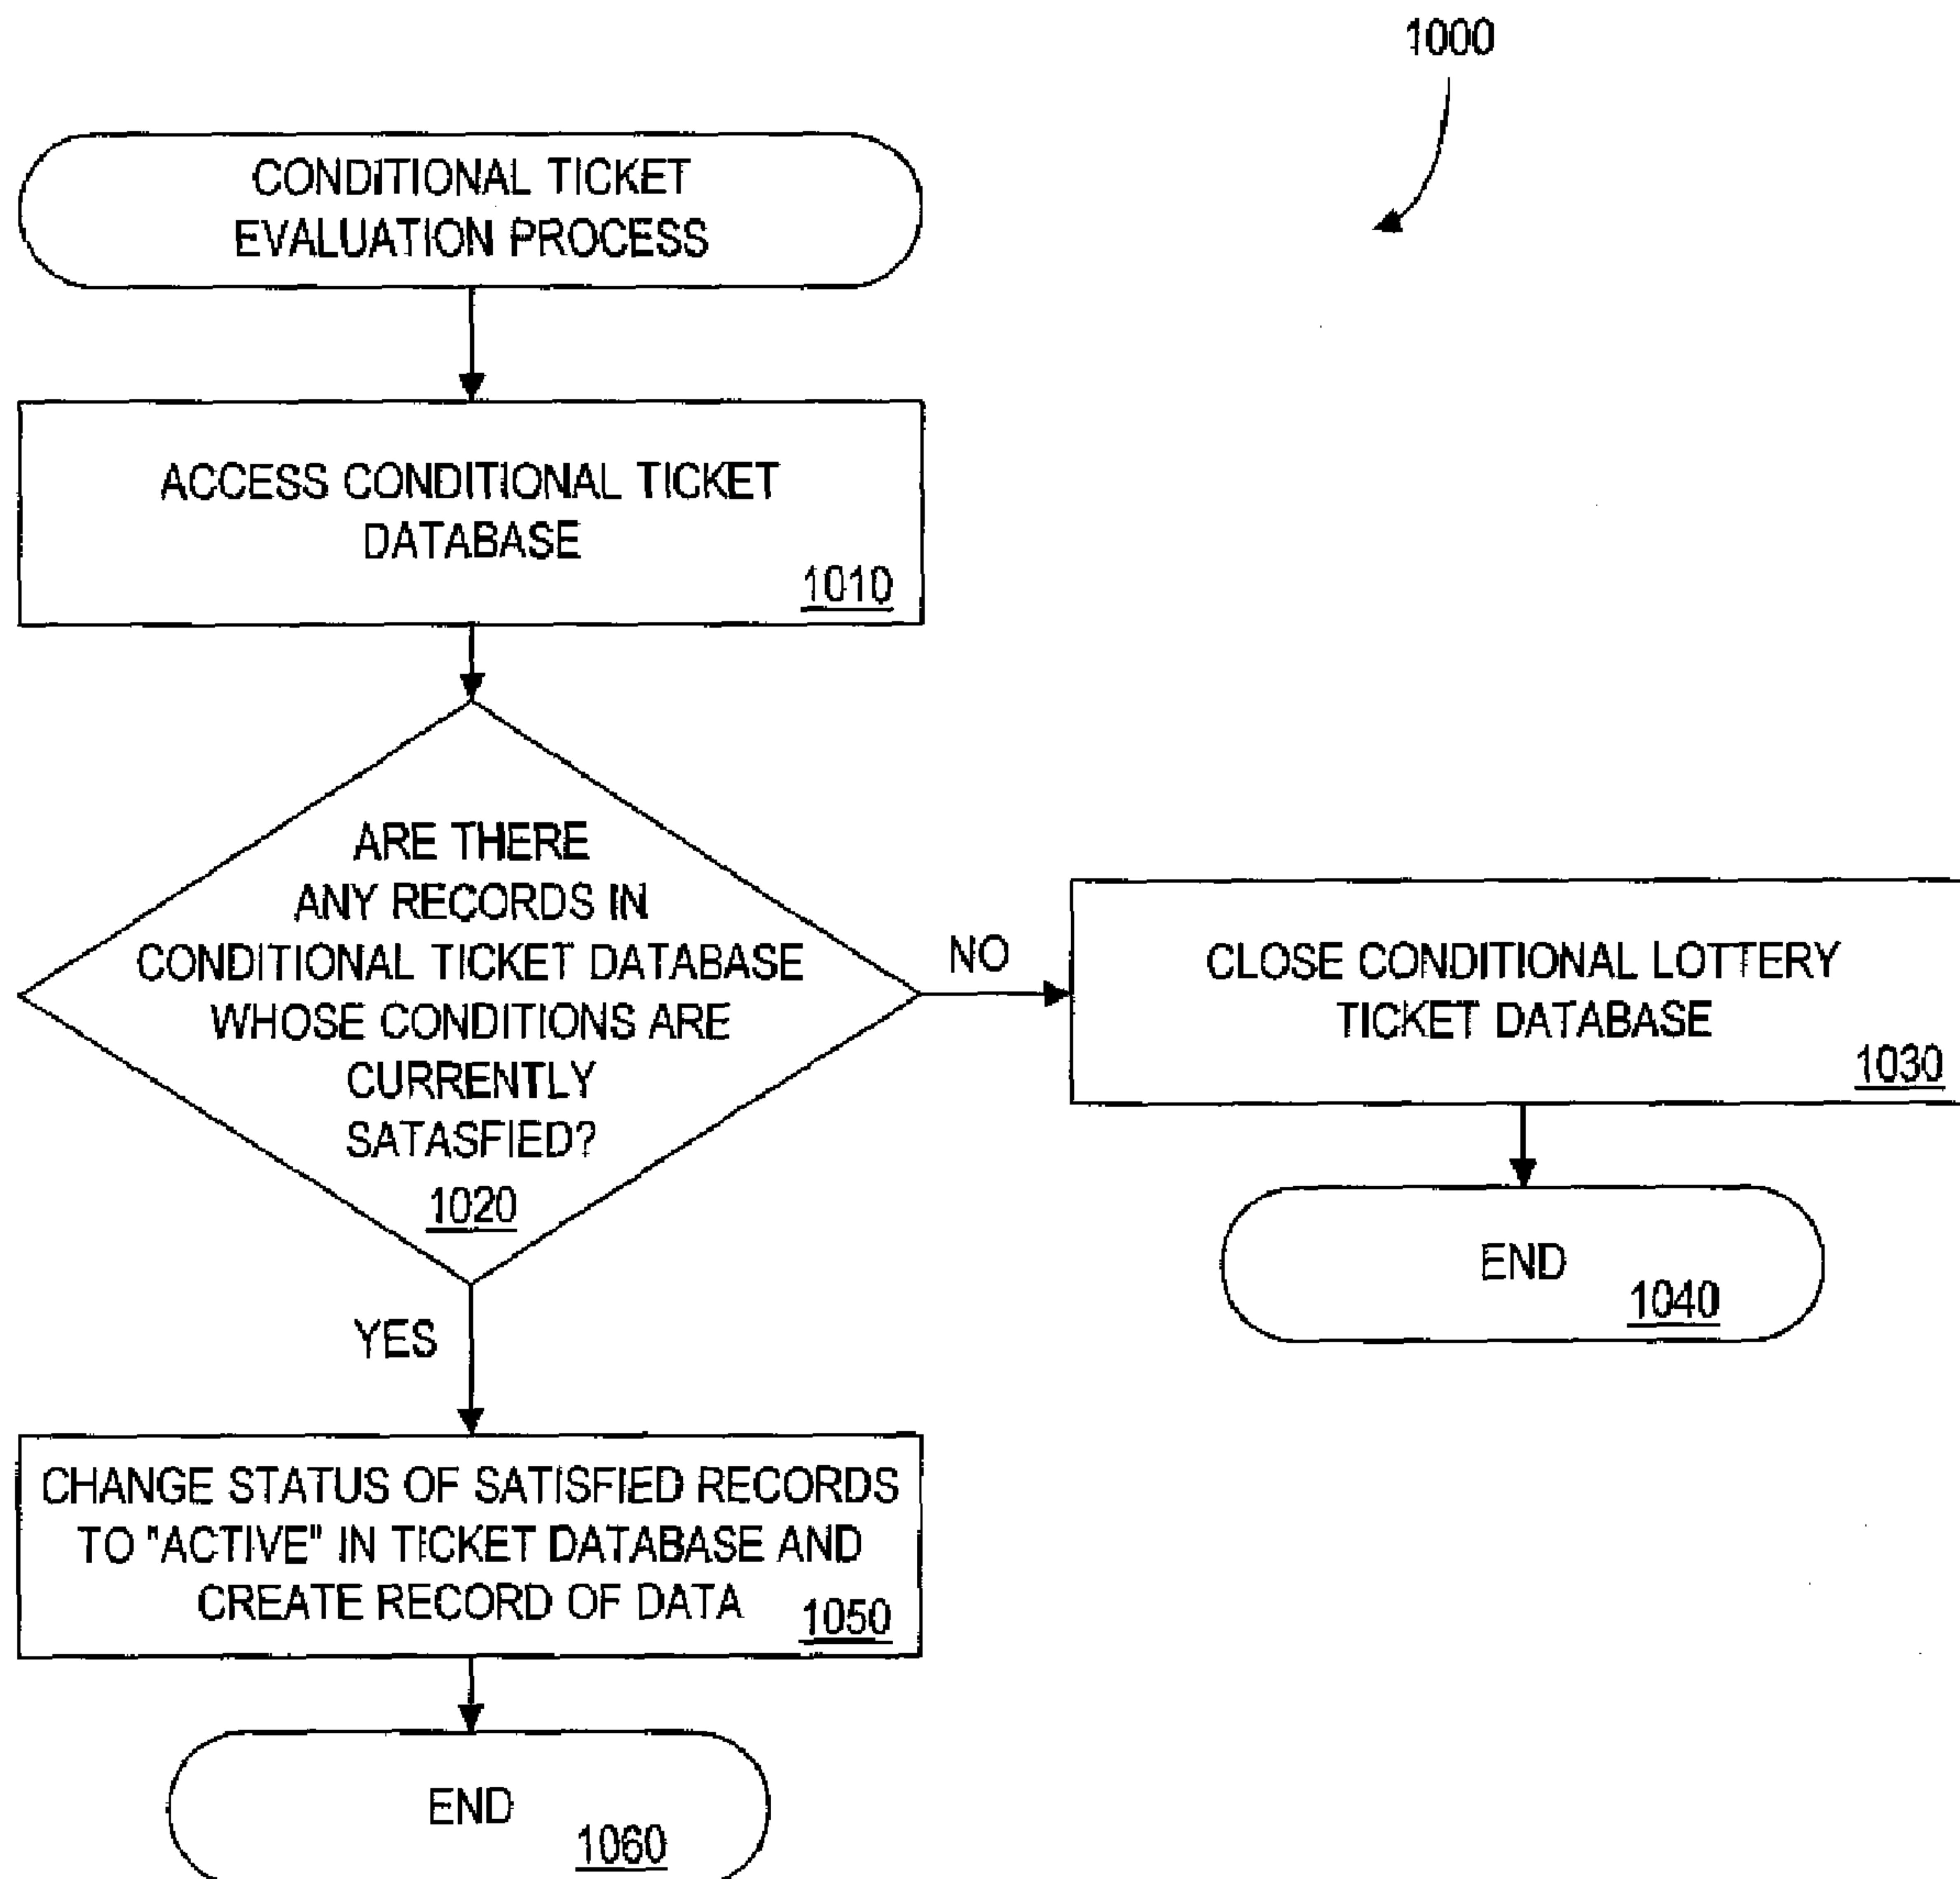 1000
CONDITIONAL TICKET
EVALUATION PROCESS
ACCESS CONDITIONAL TICKET
DATABASE
1010
ARE THERE
ANY RECORDS IN
CONDITIONAL TICKET DATABASE
WHOSE CONDITIONS ARE
CURRENTLY
SATASFIED?
1020
NO
CLOSE CONDITIONAL LOTTERY
TICKET DATABASE
1030
END
1040
YES
CHANGE STATUS OF SATISFIED RECORDS
TO "ACTIVE" IN TICKET DATABASE AND
CREATE RECORD OF DATA
1050
END
1060